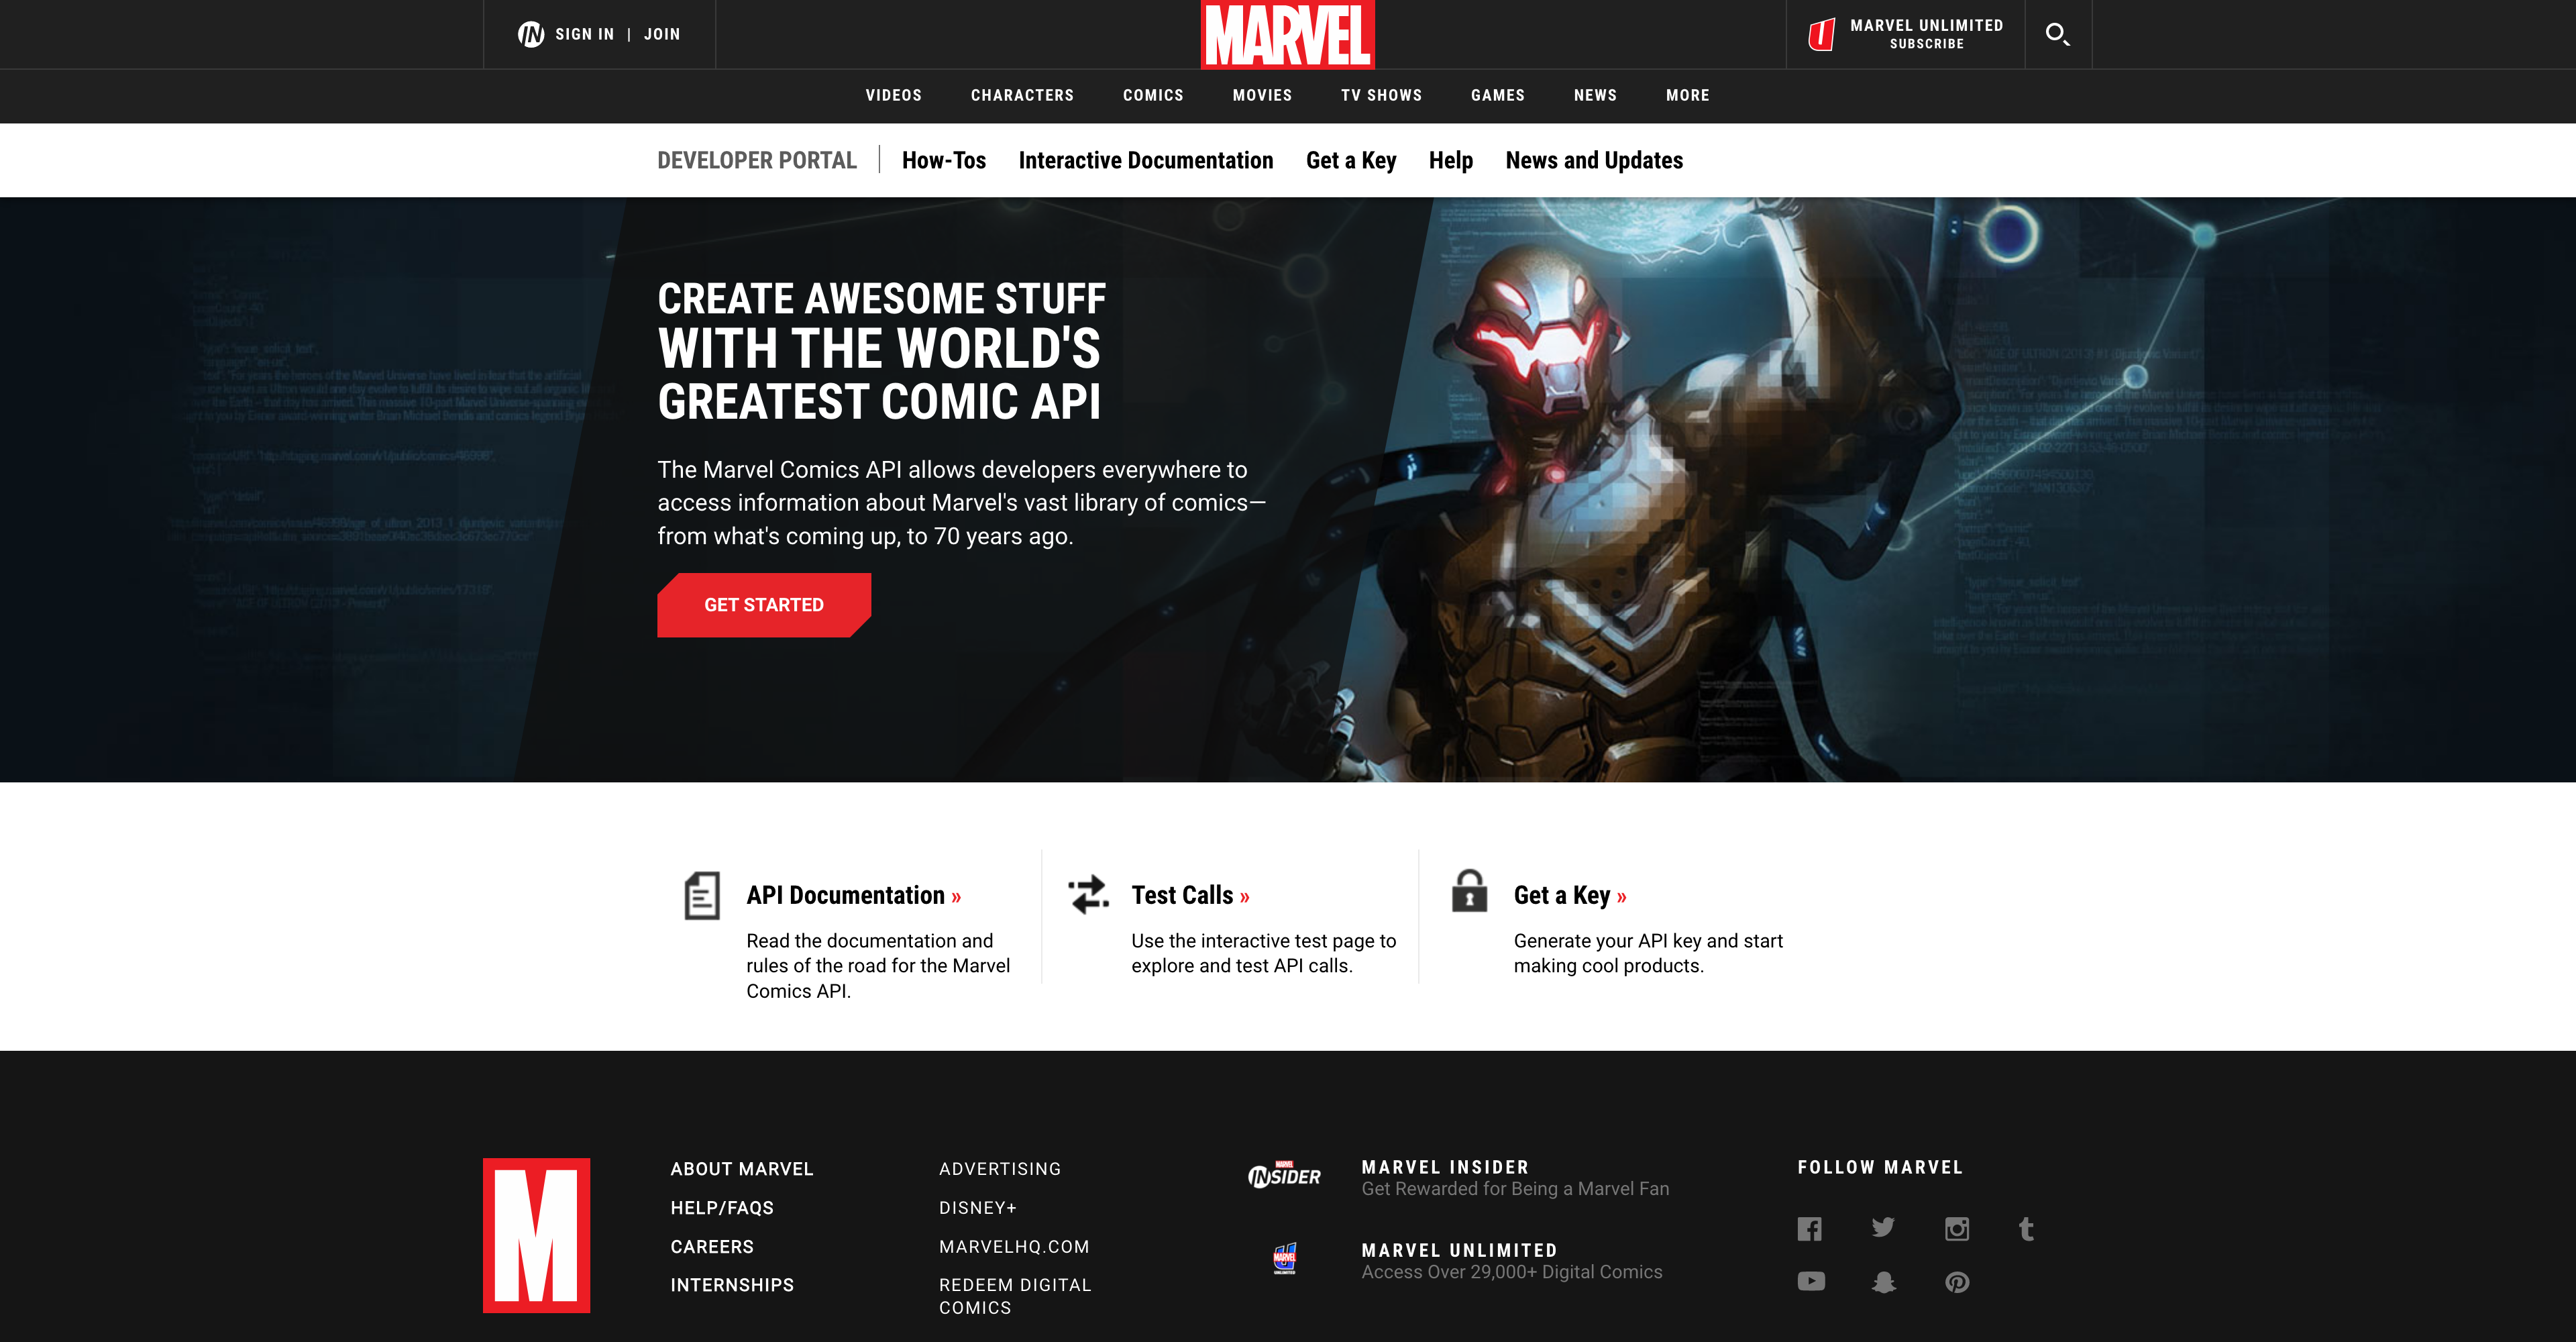 IN SIGN IN | JOIN
MARVEL
MARVEL UNLIMITED
SUBSCRIBE
VIDEOS CHARACTERS COMICS MOVIES TV SHOWS GAMES NEWS MORE
DEVELOPER PORTAL | How-Tos Interactive Documentation Get a Key Help News and Updates
CREATE AWESOME STUFF
WITH THE WORLD'S
GREATEST COMIC API
The Marvel Comics API allows developers everywhere to
access information about Marvel's vast library of comics—
from what's coming up, to 70 years ago.
GET STARTED
API Documentation »
Read the documentation and
rules of the road for the Marvel
Comics API.
Test Calls »
Use the interactive test page to
explore and test API calls.
Get a Key »
Generate your API key and start
making cool products.
M
ABOUT MARVEL
HELP/FAQS
CAREERS
INTERNSHIPS
ADVERTISING
DISNEY+
MARVELHQ.COM
REDEEM DIGITAL
COMICS
MARVEL
INSIDER
MARVEL INSIDER
Get Rewarded for Being a Marvel Fan
MARVEL
UNLIMITED
MARVEL UNLIMITED
Access Over 29,000+ Digital Comics
FOLLOW MARVEL